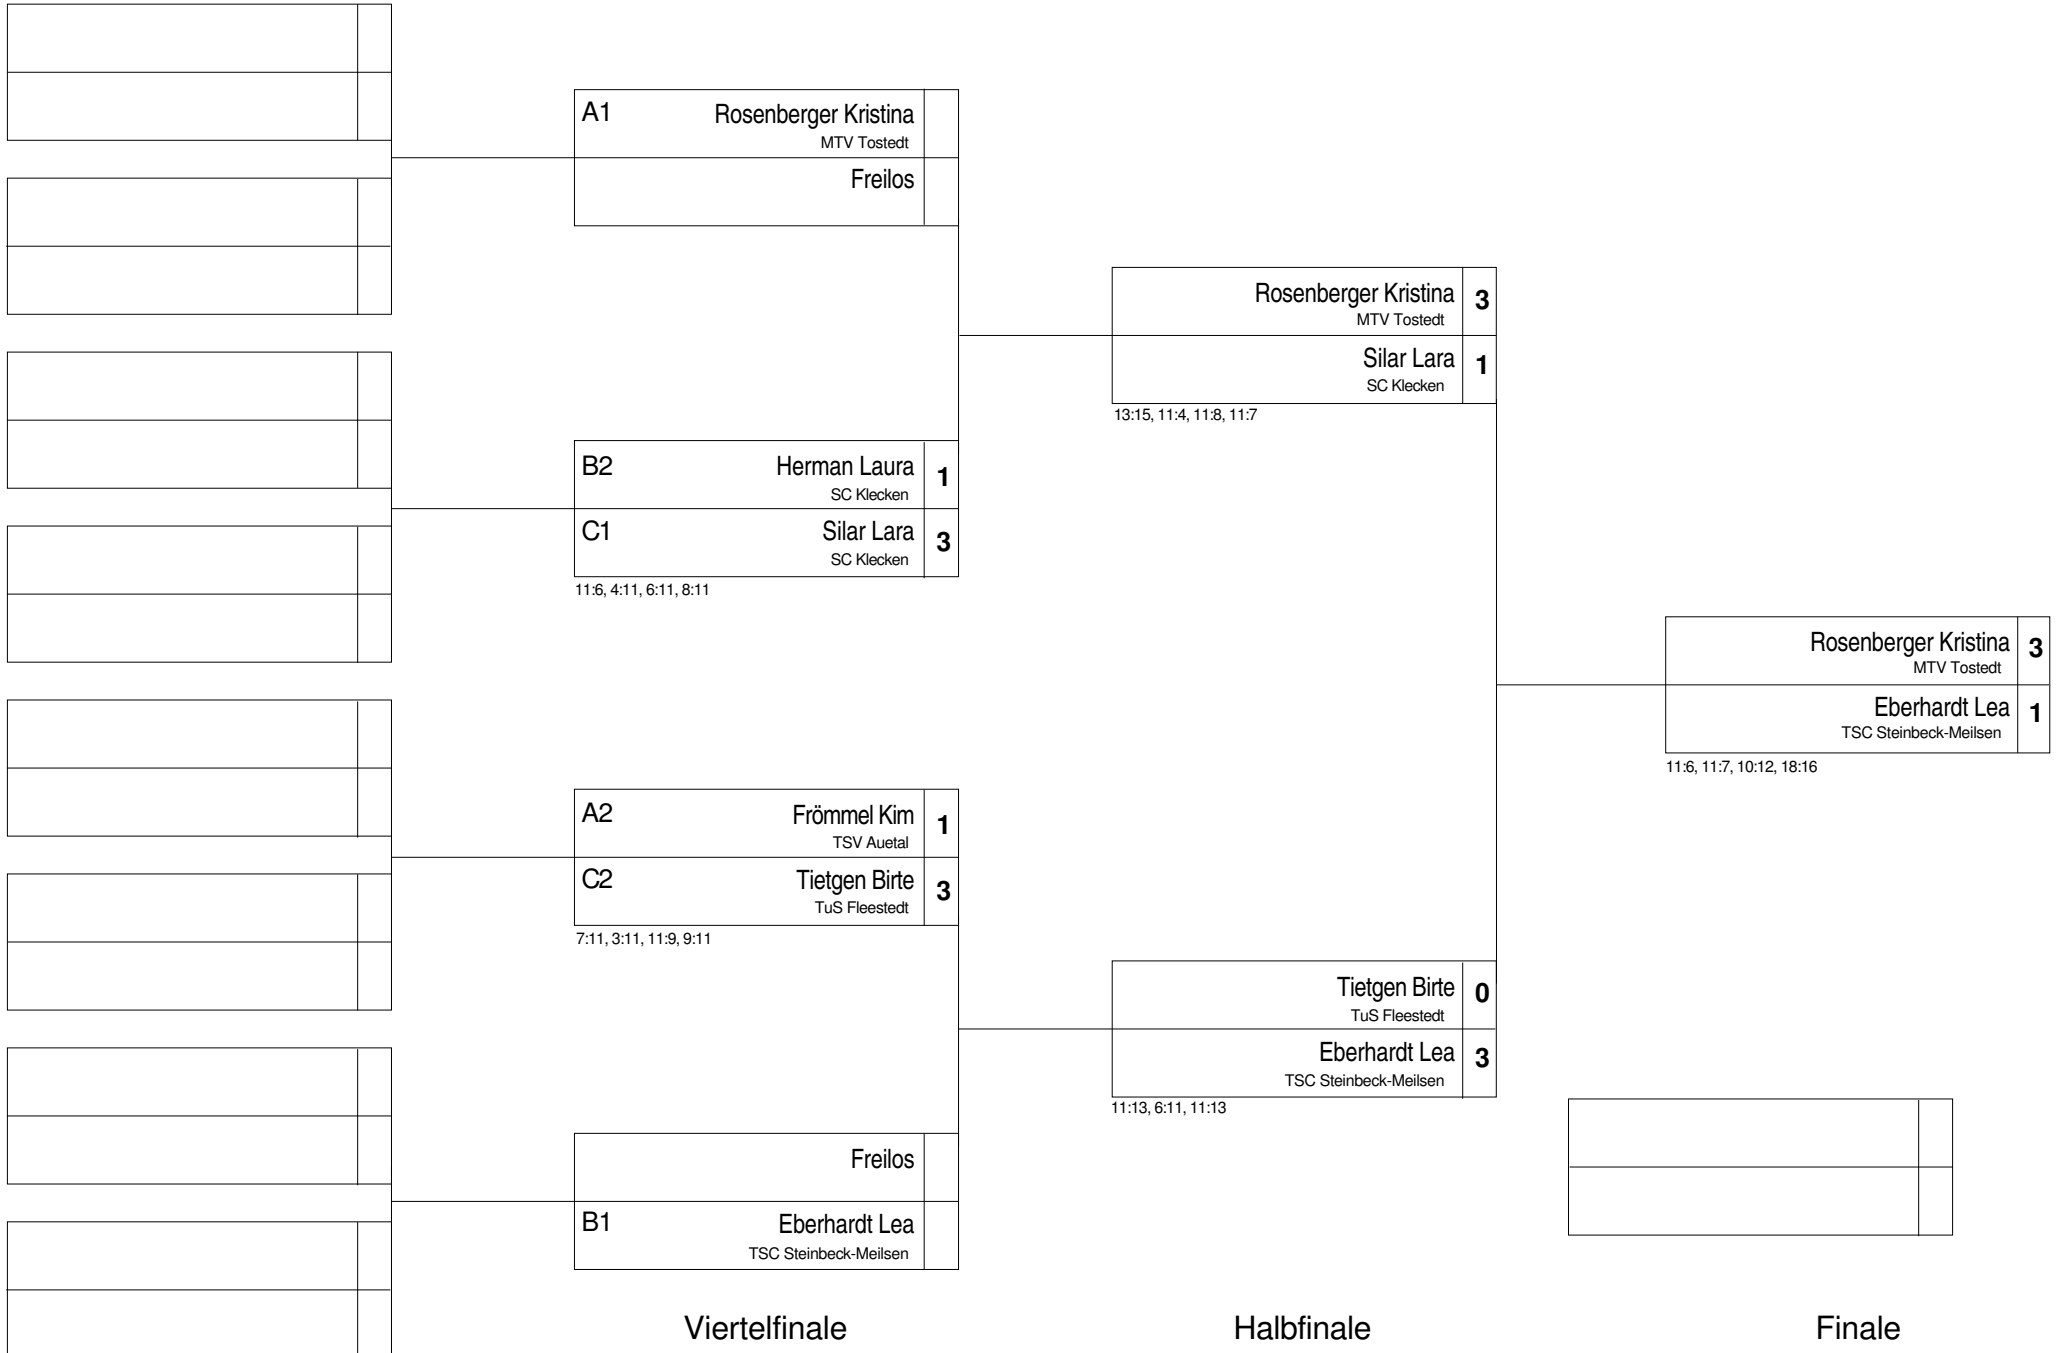 A1 Rosenberger Kristina
MTV Tostedt
Freilos
B2 Herman Laura 1
SC Klecken
C1 Silar Lara 3
SC Klecken
11:6, 4:11, 6:11, 8:11
A2 Frömmel Kim 1
TSV Auetal
C2 Tietgen Birte 3
TuS Fleestedt
7:11, 3:11, 11:9, 9:11
Freilos
B1 Eberhardt Lea
TSC Steinbeck-Meilsen
Viertelfinale
Rosenberger Kristina 3
MTV Tostedt
Silar Lara 1
SC Klecken
13:15, 11:4, 11:8, 11:7
Tietgen Birte 0
TuS Fleestedt
Eberhardt Lea 3
TSC Steinbeck-Meilsen
11:13, 6:11, 11:13
Halbfinale
Rosenberger Kristina 3
MTV Tostedt
Eberhardt Lea 1
TSC Steinbeck-Meilsen
11:6, 11:7, 10:12, 18:16
Finale